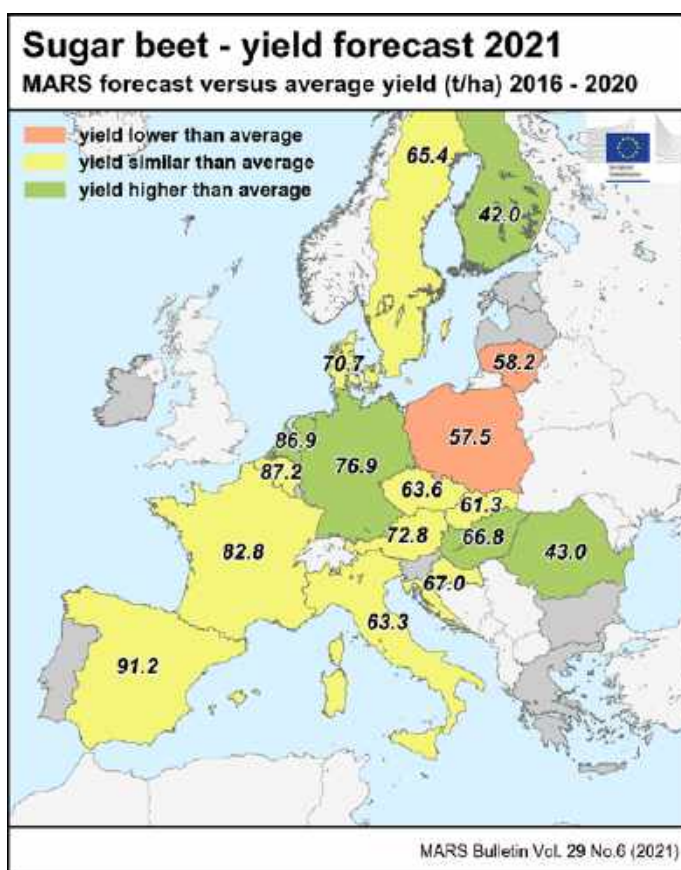 Sugar beet - yield forecast 2021
MARS forecast versus average yield (t/ha) 2016 - 2020
yield lower than average
yield similar than average
yield higher than average
65.4
42.0
58.2
70.7
57.5
86.9
76.9
87.2
63.6
61.3
72.8
66.8
82.8
43.0
67.0
63.3
91.2
MARS Bulletin Vol. 29 No.6 (2021)